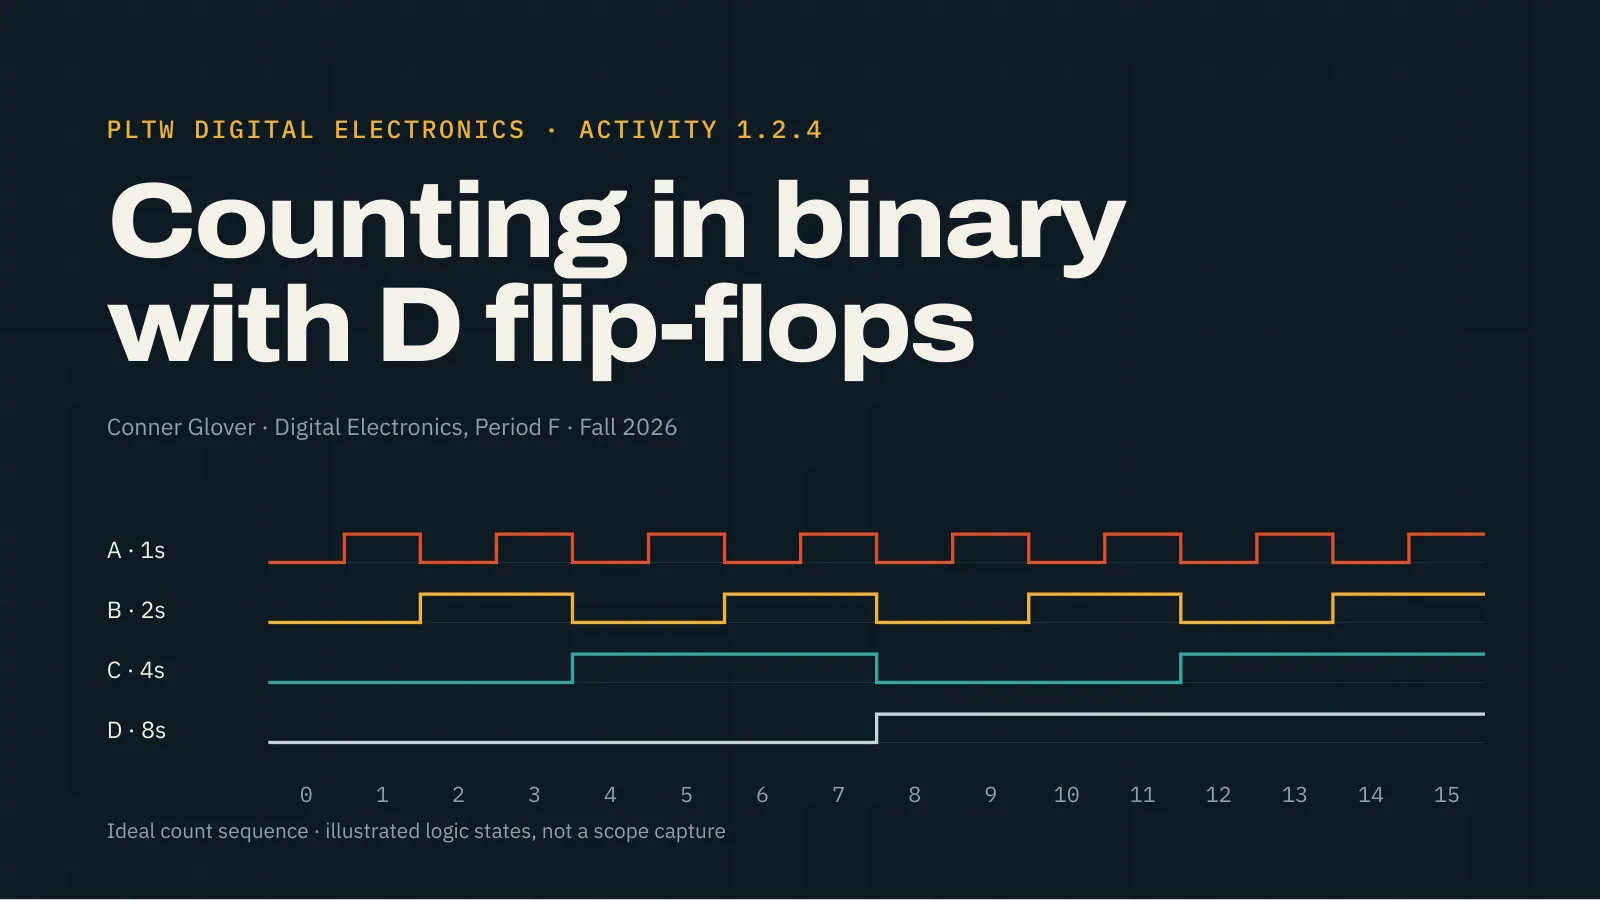 PLTW DIGITAL ELECTRONICS · ACTIVITY 1.2.4
Counting in binary
with D flip-flops
Conner Glover · Digital Electronics, Period F · Fall 2026
A · 1s
B · 2s
C · 4s
D · 8s
0 1 2 3 4 5 6 7 8 9 10 11 12 13 14 15
Ideal count sequence · illustrated logic states, not a scope capture